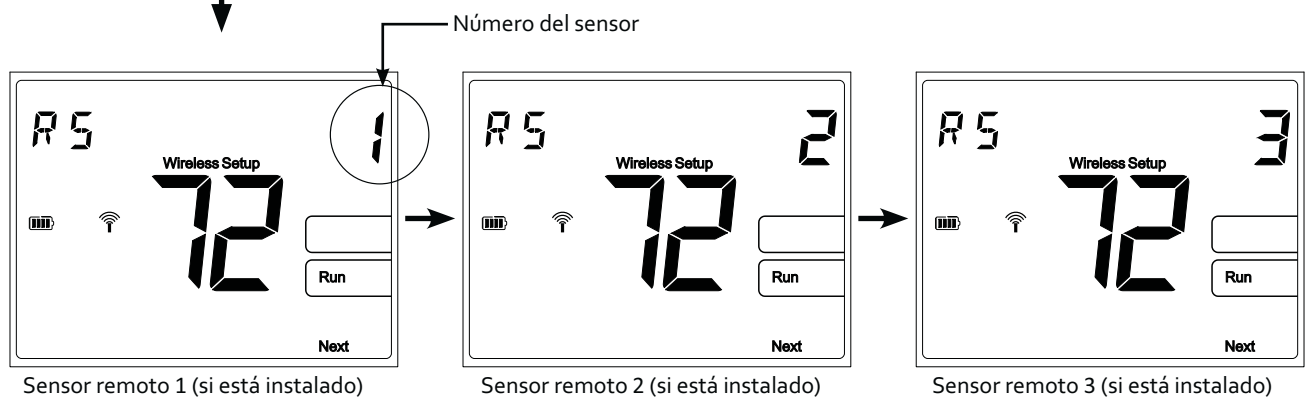 Número del sensor
RS 1
Wireless Setup
72
Run
Next
Sensor remoto 1 (si está instalado)
RS 2
Wireless Setup
72
Run
Next
Sensor remoto 2 (si está instalado)
RS 3
Wireless Setup
72
Run
Next
Sensor remoto 3 (si está instalado)